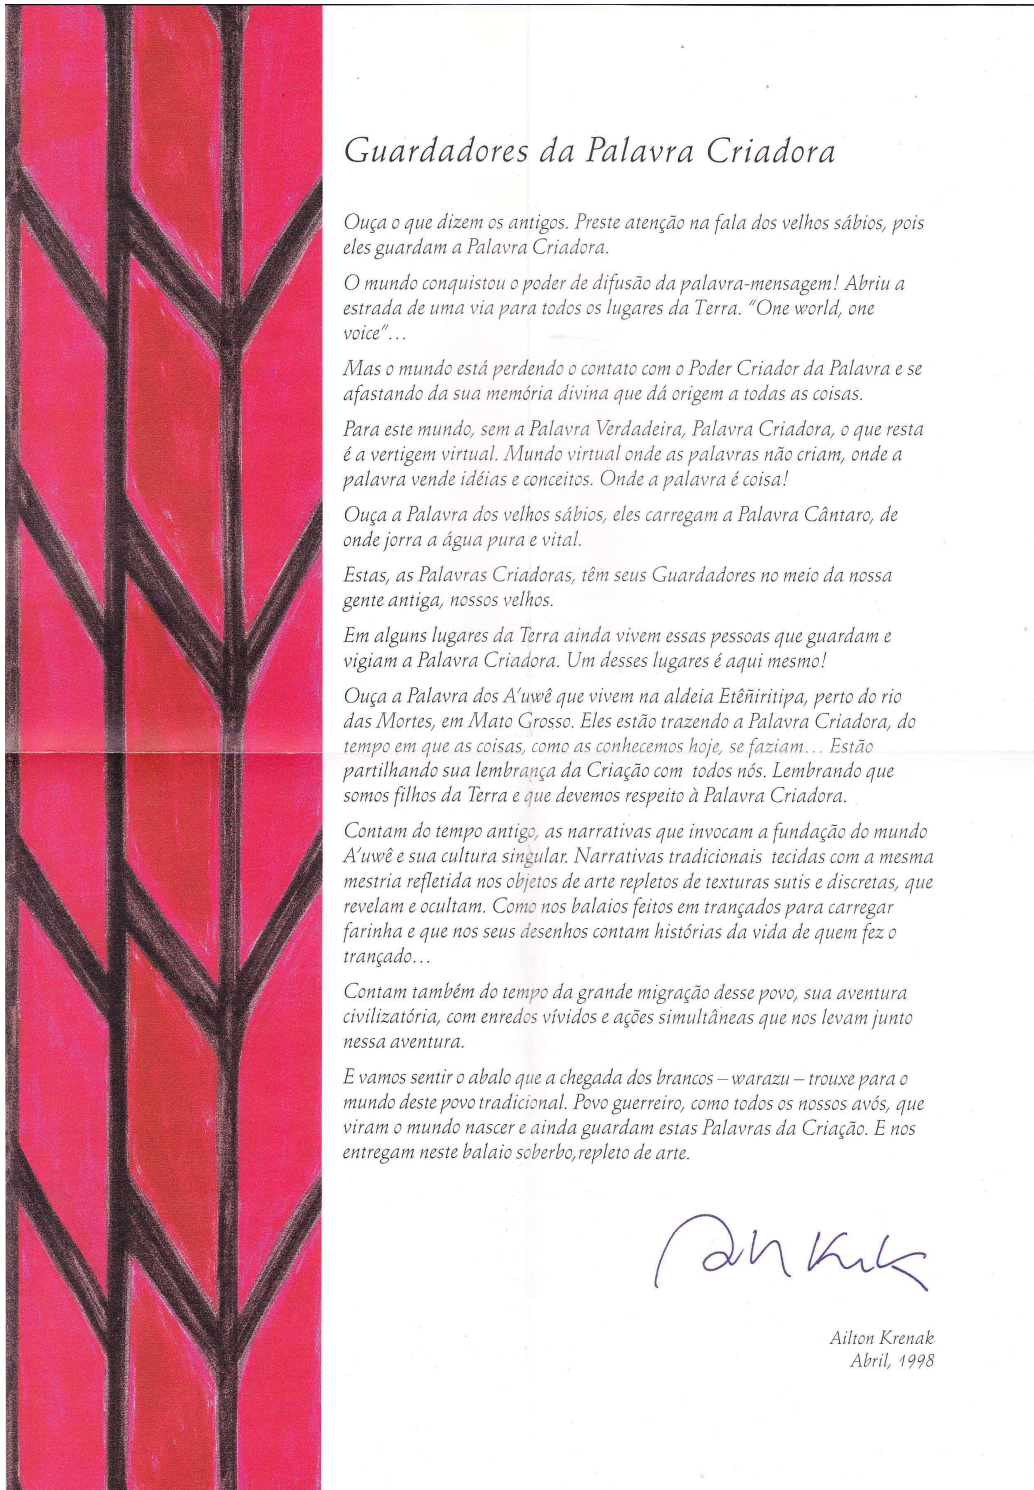 Guardadores da Palavra Criadora
Ouça o que dizem os antigos. Preste atenção na fala dos velhos sábios, pois
eles guardam a Palavra Criadora.
O mundo conquistou o poder de difusão da palavra-mensagem! Abriu a
estrada de uma via para todos os lugares da Terra. "One world, one
voice"...
Mas o mundo está perdendo o contato com o Poder Criador da Palavra e se
afastando da sua memória divina que dá origem a todas as coisas.
Para este mundo, sem a Palavra Verdadeira, Palavra Criadora, o que resta
é a vertigem virtual. Mundo virtual onde as palavras não criam, onde a
palavra vende idéias e conceitos. Onde a palavra é coisa!
Ouça a Palavra dos velhos sábios, eles carregam a Palavra Cântaro, de
onde jorra a água pura e vital.
Estas, as Palavras Criadoras, têm seus Guardadores no meio da nossa
gente antiga, nossos velhos.
Em alguns lugares da Terra ainda vivem essas pessoas que guardam e
vigiam a Palavra Criadora. Um desses lugares é aqui mesmo!
Ouça a Palavra dos A'uwê que vivem na aldeia Etêñiritipa, perto do rio
das Mortes, em Mato Grosso. Eles estão trazendo a Palavra Criadora, do
tempo em que as coisas, como as conhecemos hoje, se faziam... Estão
partilhando sua lembrança da Criação com todos nós. Lembrando que
somos filhos da Terra e que devemos respeito à Palavra Criadora.
Contam do tempo antigo, as narrativas que invocam a fundação do mundo
A'uwê e sua cultura singular. Narrativas tradicionais tecidas com a mesma
mestria refletida nos objetos de arte repletos de texturas sutis e discretas, que
revelam e ocultam. Como nos balaios feitos em trançados para carregar
farinha e que nos seus desenhos contam histórias da vida de quem fez o
trançado...
Contam também do tempo da grande migração desse povo, sua aventura
civilizatória, com enredos vívidos e ações simultâneas que nos levam junto
nessa aventura.
E vamos sentir o abalo que a chegada dos brancos – warazu – trouxe para o
mundo deste povo tradicional. Povo guerreiro, como todos os nossos avós, que
viram o mundo nascer e ainda guardam estas Palavras da Criação. E nos
entregam neste balaio soberbo, repleto de arte.
Ailton Krenak
Abril, 1998